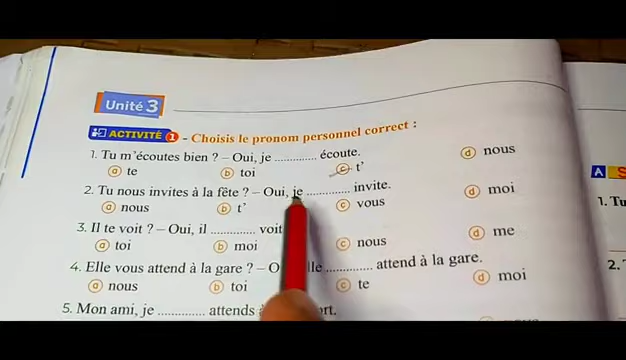 Unité 3
ACTIVITÉ 1 - Choisis le pronom personnel correct :
1. Tu m'écoutes bien ? – Oui, je ............ écoute.
a te b toi c t' d nous
2. Tu nous invites à la fête ? – Oui, je ............ invite.
a nous b t' c vous d moi
3. Il te voit ? – Oui, il ............ voit
a toi b moi c nous d me
4. Elle vous attend à la gare ? – O lle ............ attend à la gare.
a nous b toi c te d moi
5. Mon ami, je ............ attends à rt.
A
1. Tu
2.